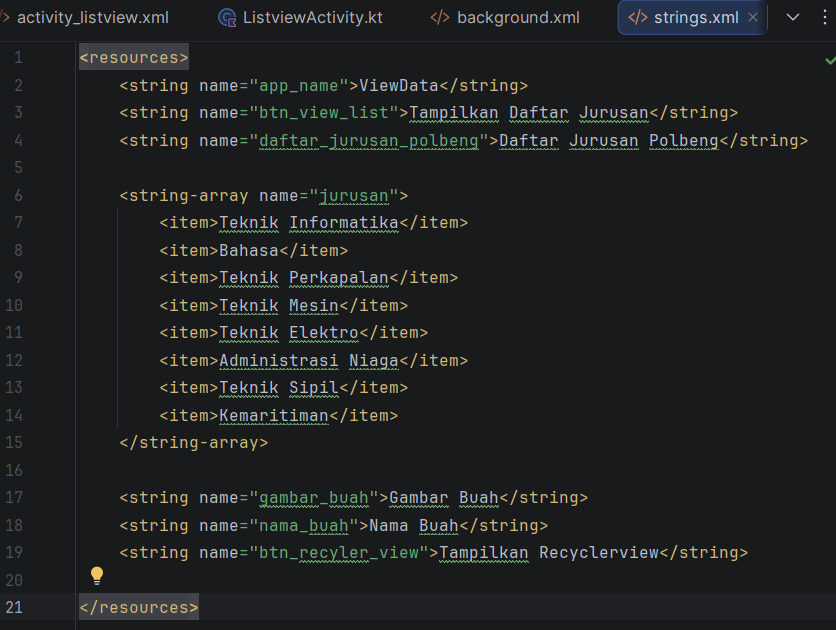 activity_listview.xml ListviewActivity.kt </> background.xml </> strings.xml
1 <resources>
2 <string name="app_name">ViewData</string>
3 <string name="btn_view_list">Tampilkan Daftar Jurusan</string>
4 <string name="daftar_jurusan_polbeng">Daftar Jurusan Polbeng</string>
5
6 <string-array name="jurusan">
7 <item>Teknik Informatika</item>
8 <item>Bahasa</item>
9 <item>Teknik Perkapalan</item>
10 <item>Teknik Mesin</item>
11 <item>Teknik Elektro</item>
12 <item>Administrasi Niaga</item>
13 <item>Teknik Sipil</item>
14 <item>Kemaritiman</item>
15 </string-array>
16
17 <string name="gambar_buah">Gambar Buah</string>
18 <string name="nama_buah">Nama Buah</string>
19 <string name="btn_recyler_view">Tampilkan Recyclerview</string>
20
21 </resources>